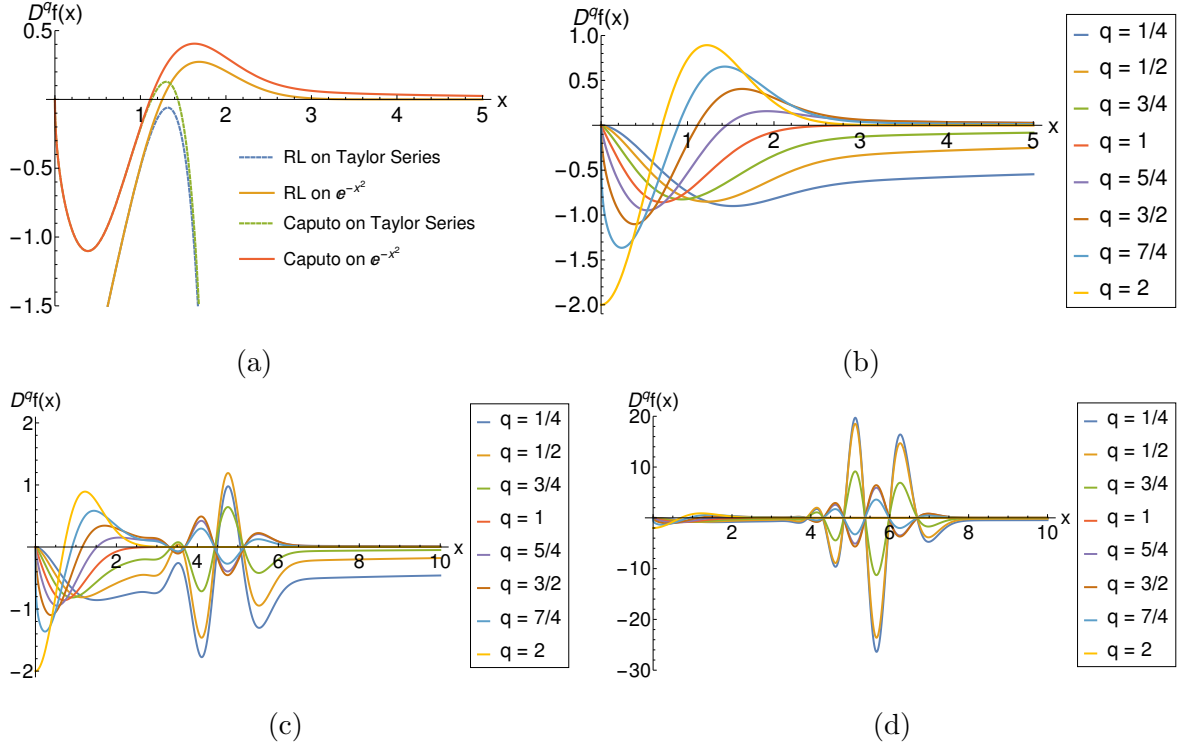 D^q f(x)
0.5
1 2 3 4 5 x
−0.5
−1.0
−1.5
RL on Taylor Series
RL on e^{-x^2}
Caputo on Taylor Series
Caputo on e^{-x^2}
(a)
D^q f(x)
1.0
0.5
1 2 3 4 5 x
−0.5
−1.0
−1.5
−2.0
q = 1/4
q = 1/2
q = 3/4
q = 1
q = 5/4
q = 3/2
q = 7/4
q = 2
(b)
D^q f(x)
2
1
2 4 6 8 10 x
−1
−2
q = 1/4
q = 1/2
q = 3/4
q = 1
q = 5/4
q = 3/2
q = 7/4
q = 2
(c)
D^q f(x)
20
10
2 4 6 8 10 x
−10
−20
−30
q = 1/4
q = 1/2
q = 3/4
q = 1
q = 5/4
q = 3/2
q = 7/4
q = 2
(d)